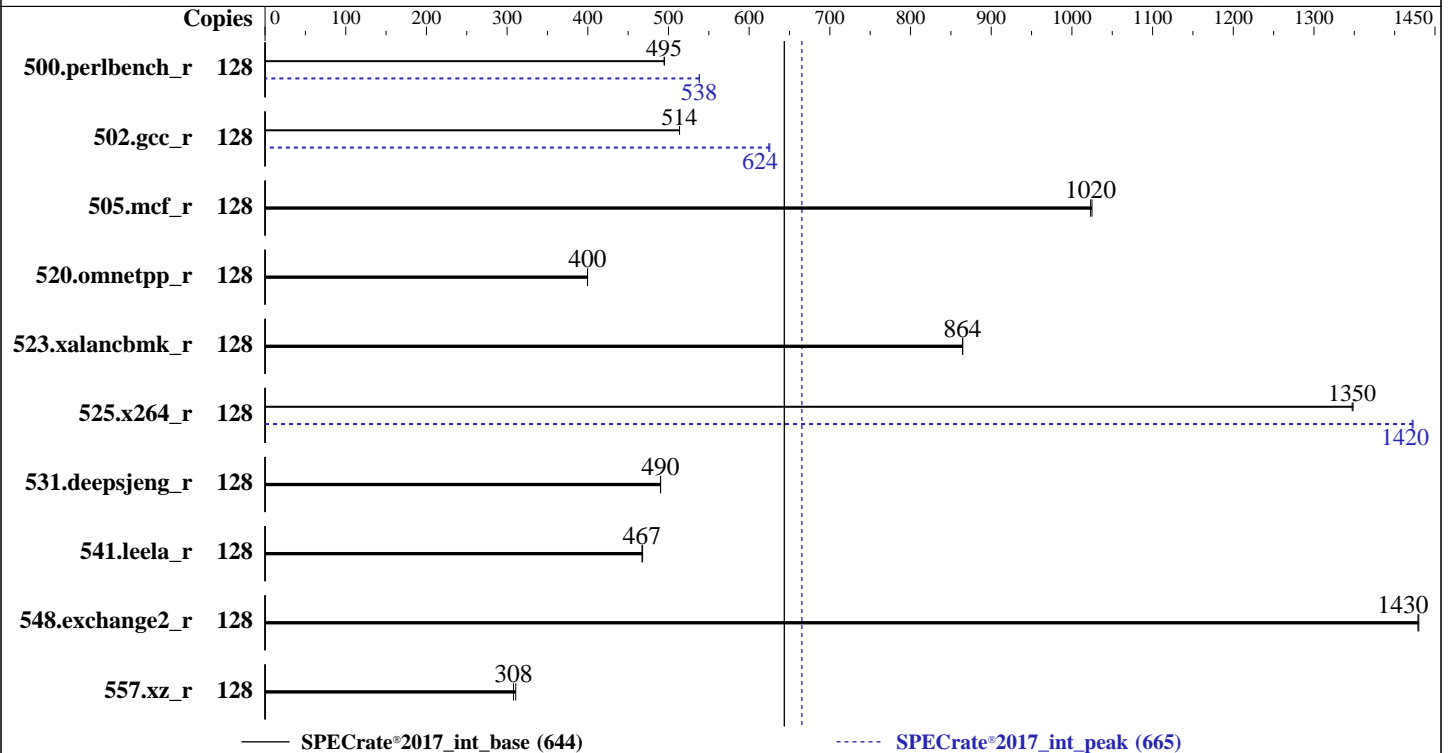 Copies 0 100 200 300 400 500 600 700 800 900 1000 1100 1200 1300 1450
500.perlbench_r 128 495
538
502.gcc_r 128 514
624
505.mcf_r 128 1020
520.omnetpp_r 128 400
523.xalancbmk_r 128 864
525.x264_r 128 1350
1420
531.deepsjeng_r 128 490
541.leela_r 128 467
548.exchange2_r 128 1430
557.xz_r 128 308
SPECrate®2017_int_base (644) SPECrate®2017_int_peak (665)